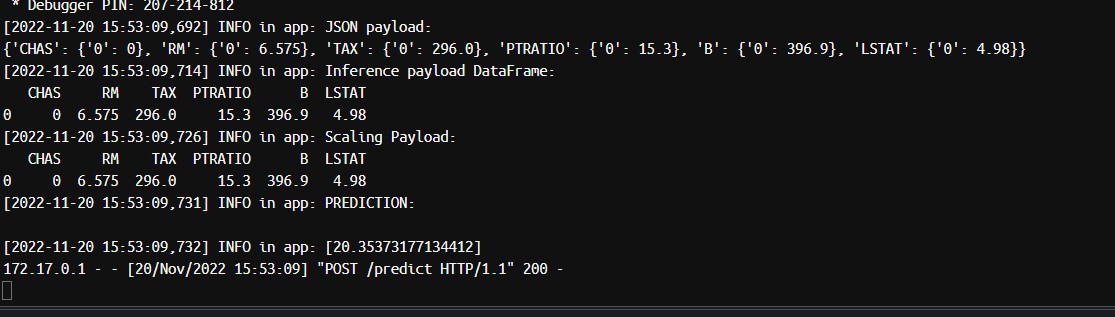 * Debugger PIN: 207-214-812
[2022-11-20 15:53:09,692] INFO in app: JSON payload:
{'CHAS': {'0': 0}, 'RM': {'0': 6.575}, 'TAX': {'0': 296.0}, 'PTRATIO': {'0': 15.3}, 'B': {'0': 396.9}, 'LSTAT': {'0': 4.98}}
[2022-11-20 15:53:09,714] INFO in app: Inference payload DataFrame:
   CHAS     RM    TAX  PTRATIO      B  LSTAT
0     0  6.575  296.0     15.3  396.9   4.98
[2022-11-20 15:53:09,726] INFO in app: Scaling Payload:
   CHAS     RM    TAX  PTRATIO      B  LSTAT
0     0  6.575  296.0     15.3  396.9   4.98
[2022-11-20 15:53:09,731] INFO in app: PREDICTION:
[2022-11-20 15:53:09,732] INFO in app: [20.35373177134412]
172.17.0.1 - - [20/Nov/2022 15:53:09] "POST /predict HTTP/1.1" 200 -